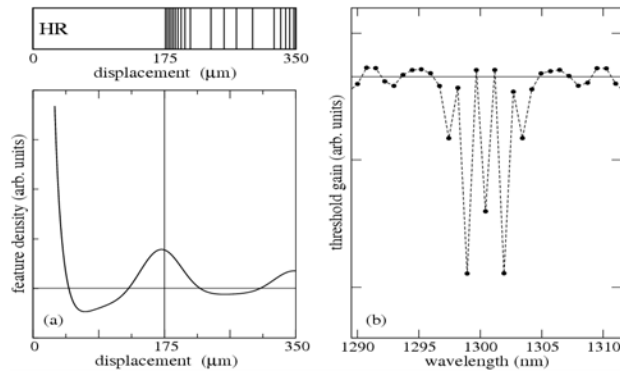 HR
0 175 350
displacement (μm)
feature density (arb. units)
(a)
0 175 350
displacement (μm)
threshold gain (arb. units)
(b)
1290 1295 1300 1305 1310
wavelength (nm)